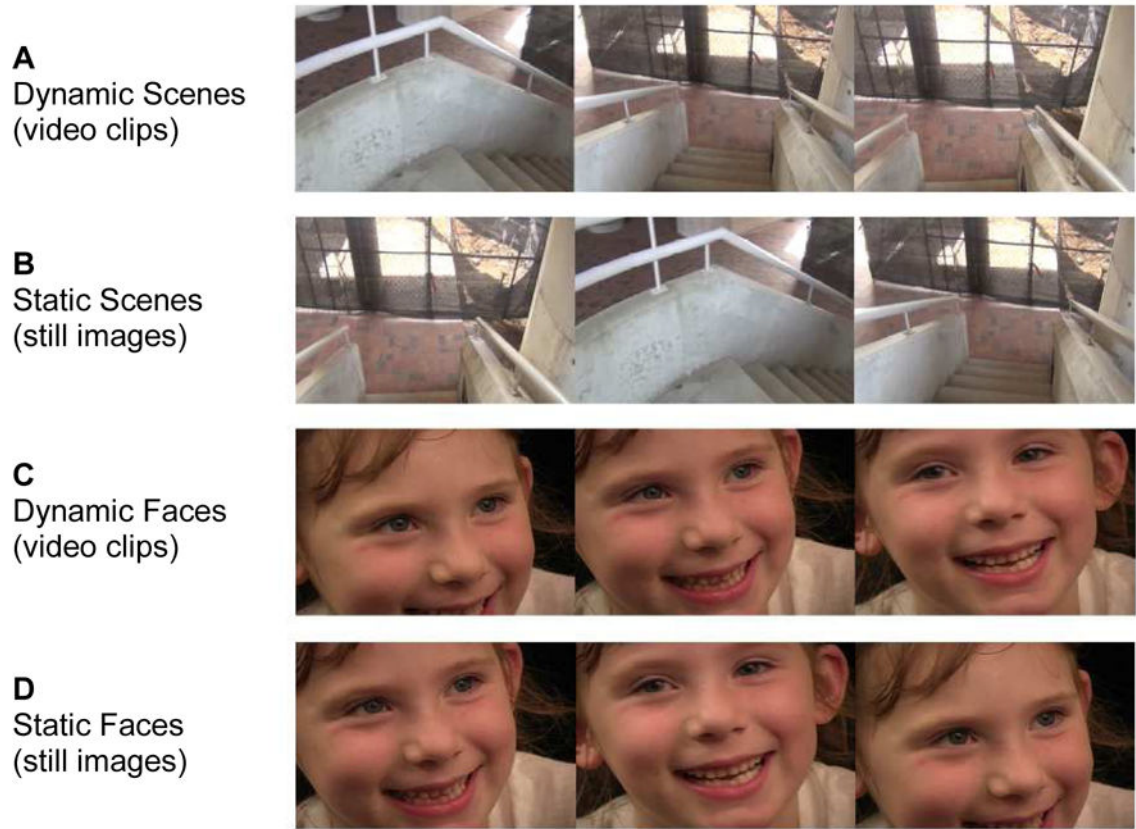 A
Dynamic Scenes
(video clips)
B
Static Scenes
(still images)
C
Dynamic Faces
(video clips)
D
Static Faces
(still images)